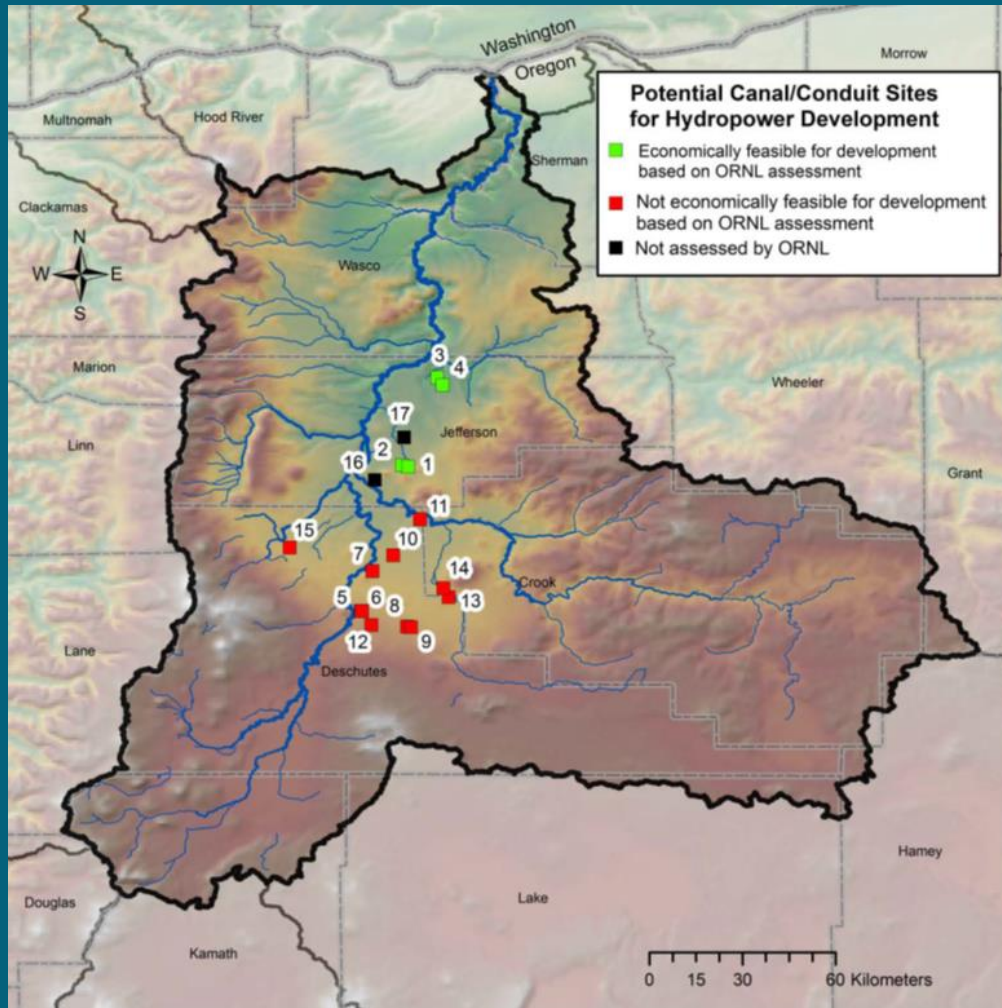 Washington
Oregon
Morrow
Multnomah
Hood River
Sherman
Potential Canal/Conduit Sites
for Hydropower Development
Economically feasible for development
based on ORNL assessment
Not economically feasible for development
based on ORNL assessment
Not assessed by ORNL
Clackamas
N
W E
S
Wasco
Marion
3
4
Wheeler
17
Jefferson
Linn
2
16
1
Grant
11
15
10
7
14
Crook
13
5
6
8
Lane
12
9
Deschutes
Harney
Lake
Douglas
Kamath
0 15 30 60 Kilometers